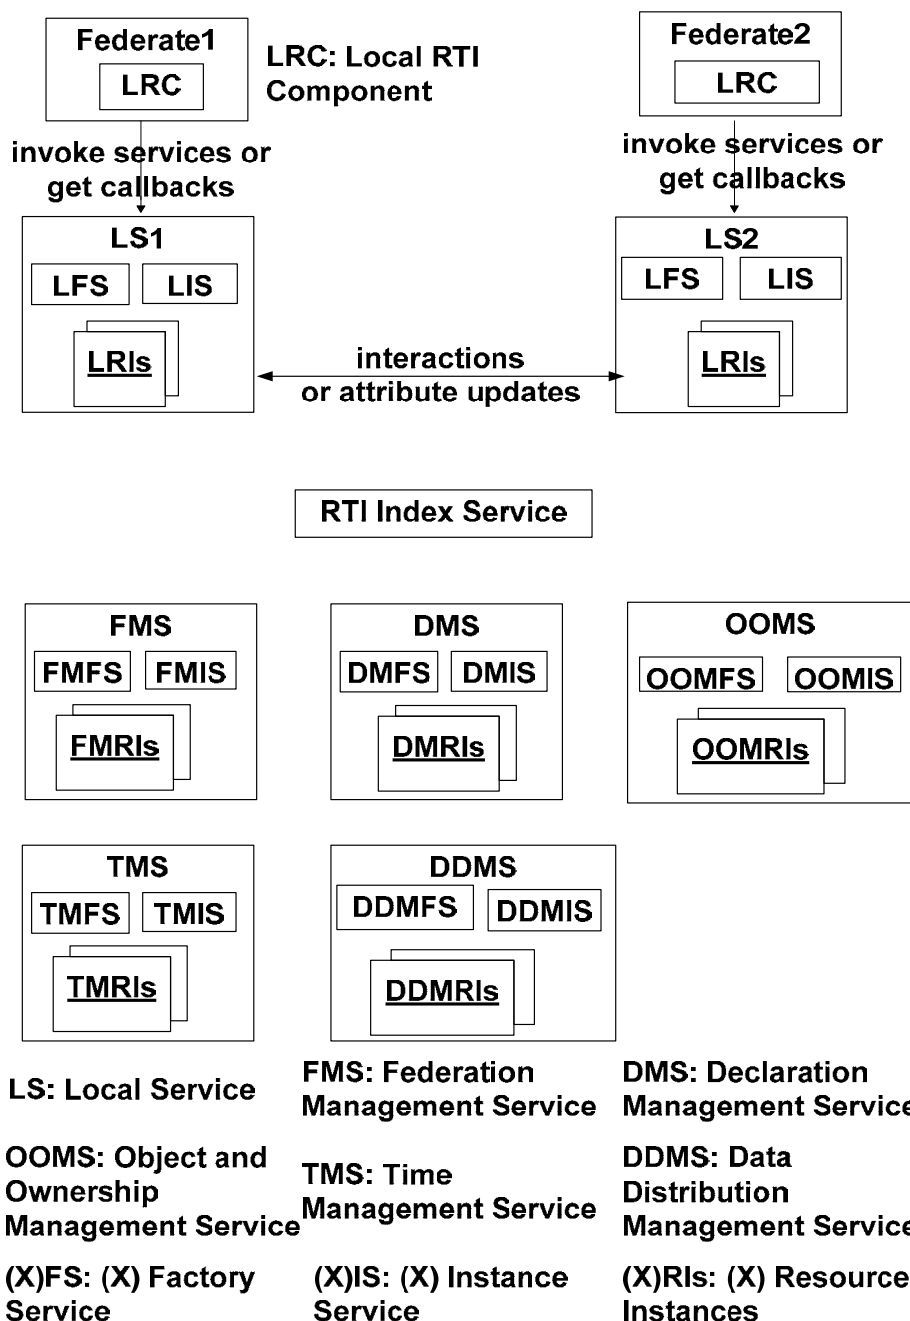 Federate1
LRC
LRC: Local RTI
Component
Federate2
LRC
invoke services or
get callbacks
invoke services or
get callbacks
LS1
LFS
LIS
LRIs
interactions
or attribute updates
LS2
LFS
LIS
LRIs
RTI Index Service
FMS
FMFS
FMIS
FMRIs
DMS
DMFS
DMIS
DMRIs
OOMS
OOMFS
OOMIS
OOMRIs
TMS
TMFS
TMIS
TMRIs
DDMS
DDMFS
DDMIS
DDMRIs
LS: Local Service
FMS: Federation
Management Service
DMS: Declaration
Management Service
OOMS: Object and
Ownership
Management Service
TMS: Time
Management Service
DDMS: Data
Distribution
Management Service
(X)FS: (X) Factory
Service
(X)IS: (X) Instance
Service
(X)RIs: (X) Resource
Instances